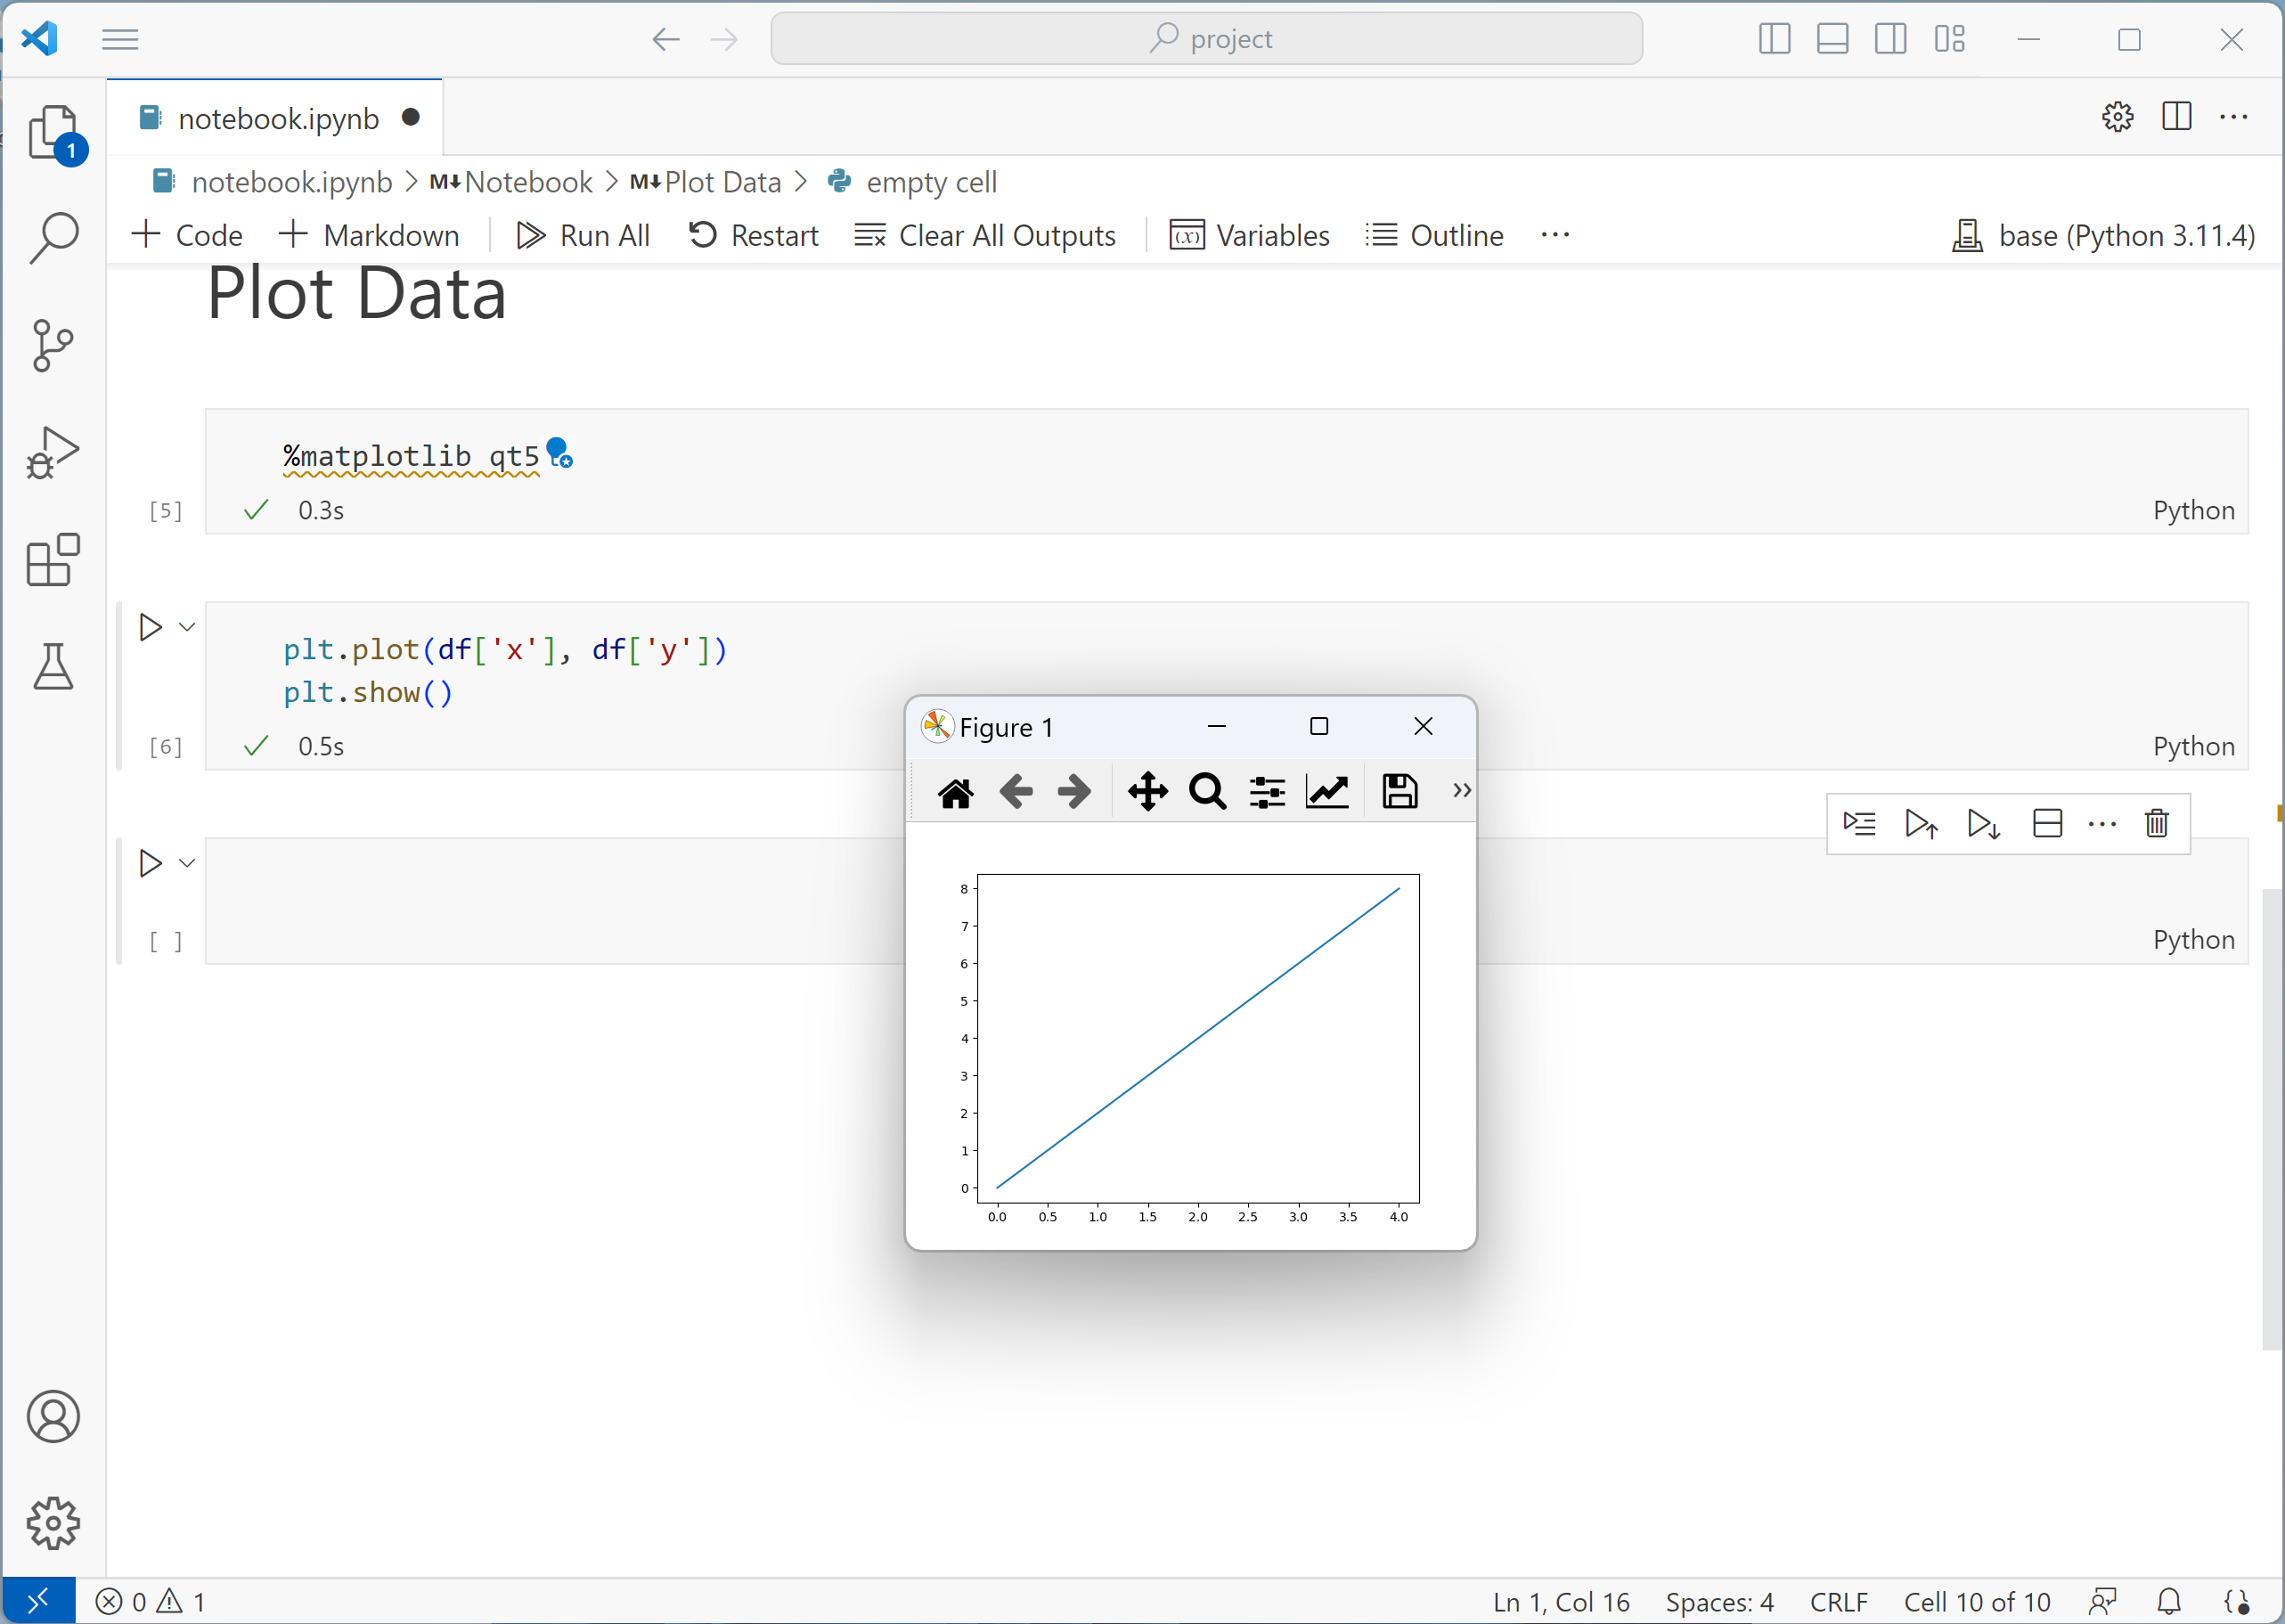 project
notebook.ipynb
1
notebook.ipynb > M↓Notebook > M↓Plot Data > empty cell
+ Code + Markdown Run All Restart Clear All Outputs (x) Variables Outline ... base (Python 3.11.4)
Plot Data
%matplotlib qt5
[5] 0.3s Python
plt.plot(df['x'], df['y'])
plt.show()
[6] 0.5s Python
Figure 1
8
7
6
5
4
3
2
1
0
0.0 0.5 1.0 1.5 2.0 2.5 3.0 3.5 4.0
[ ] Python
0 1 Ln 1, Col 16 Spaces: 4 CRLF Cell 10 of 10